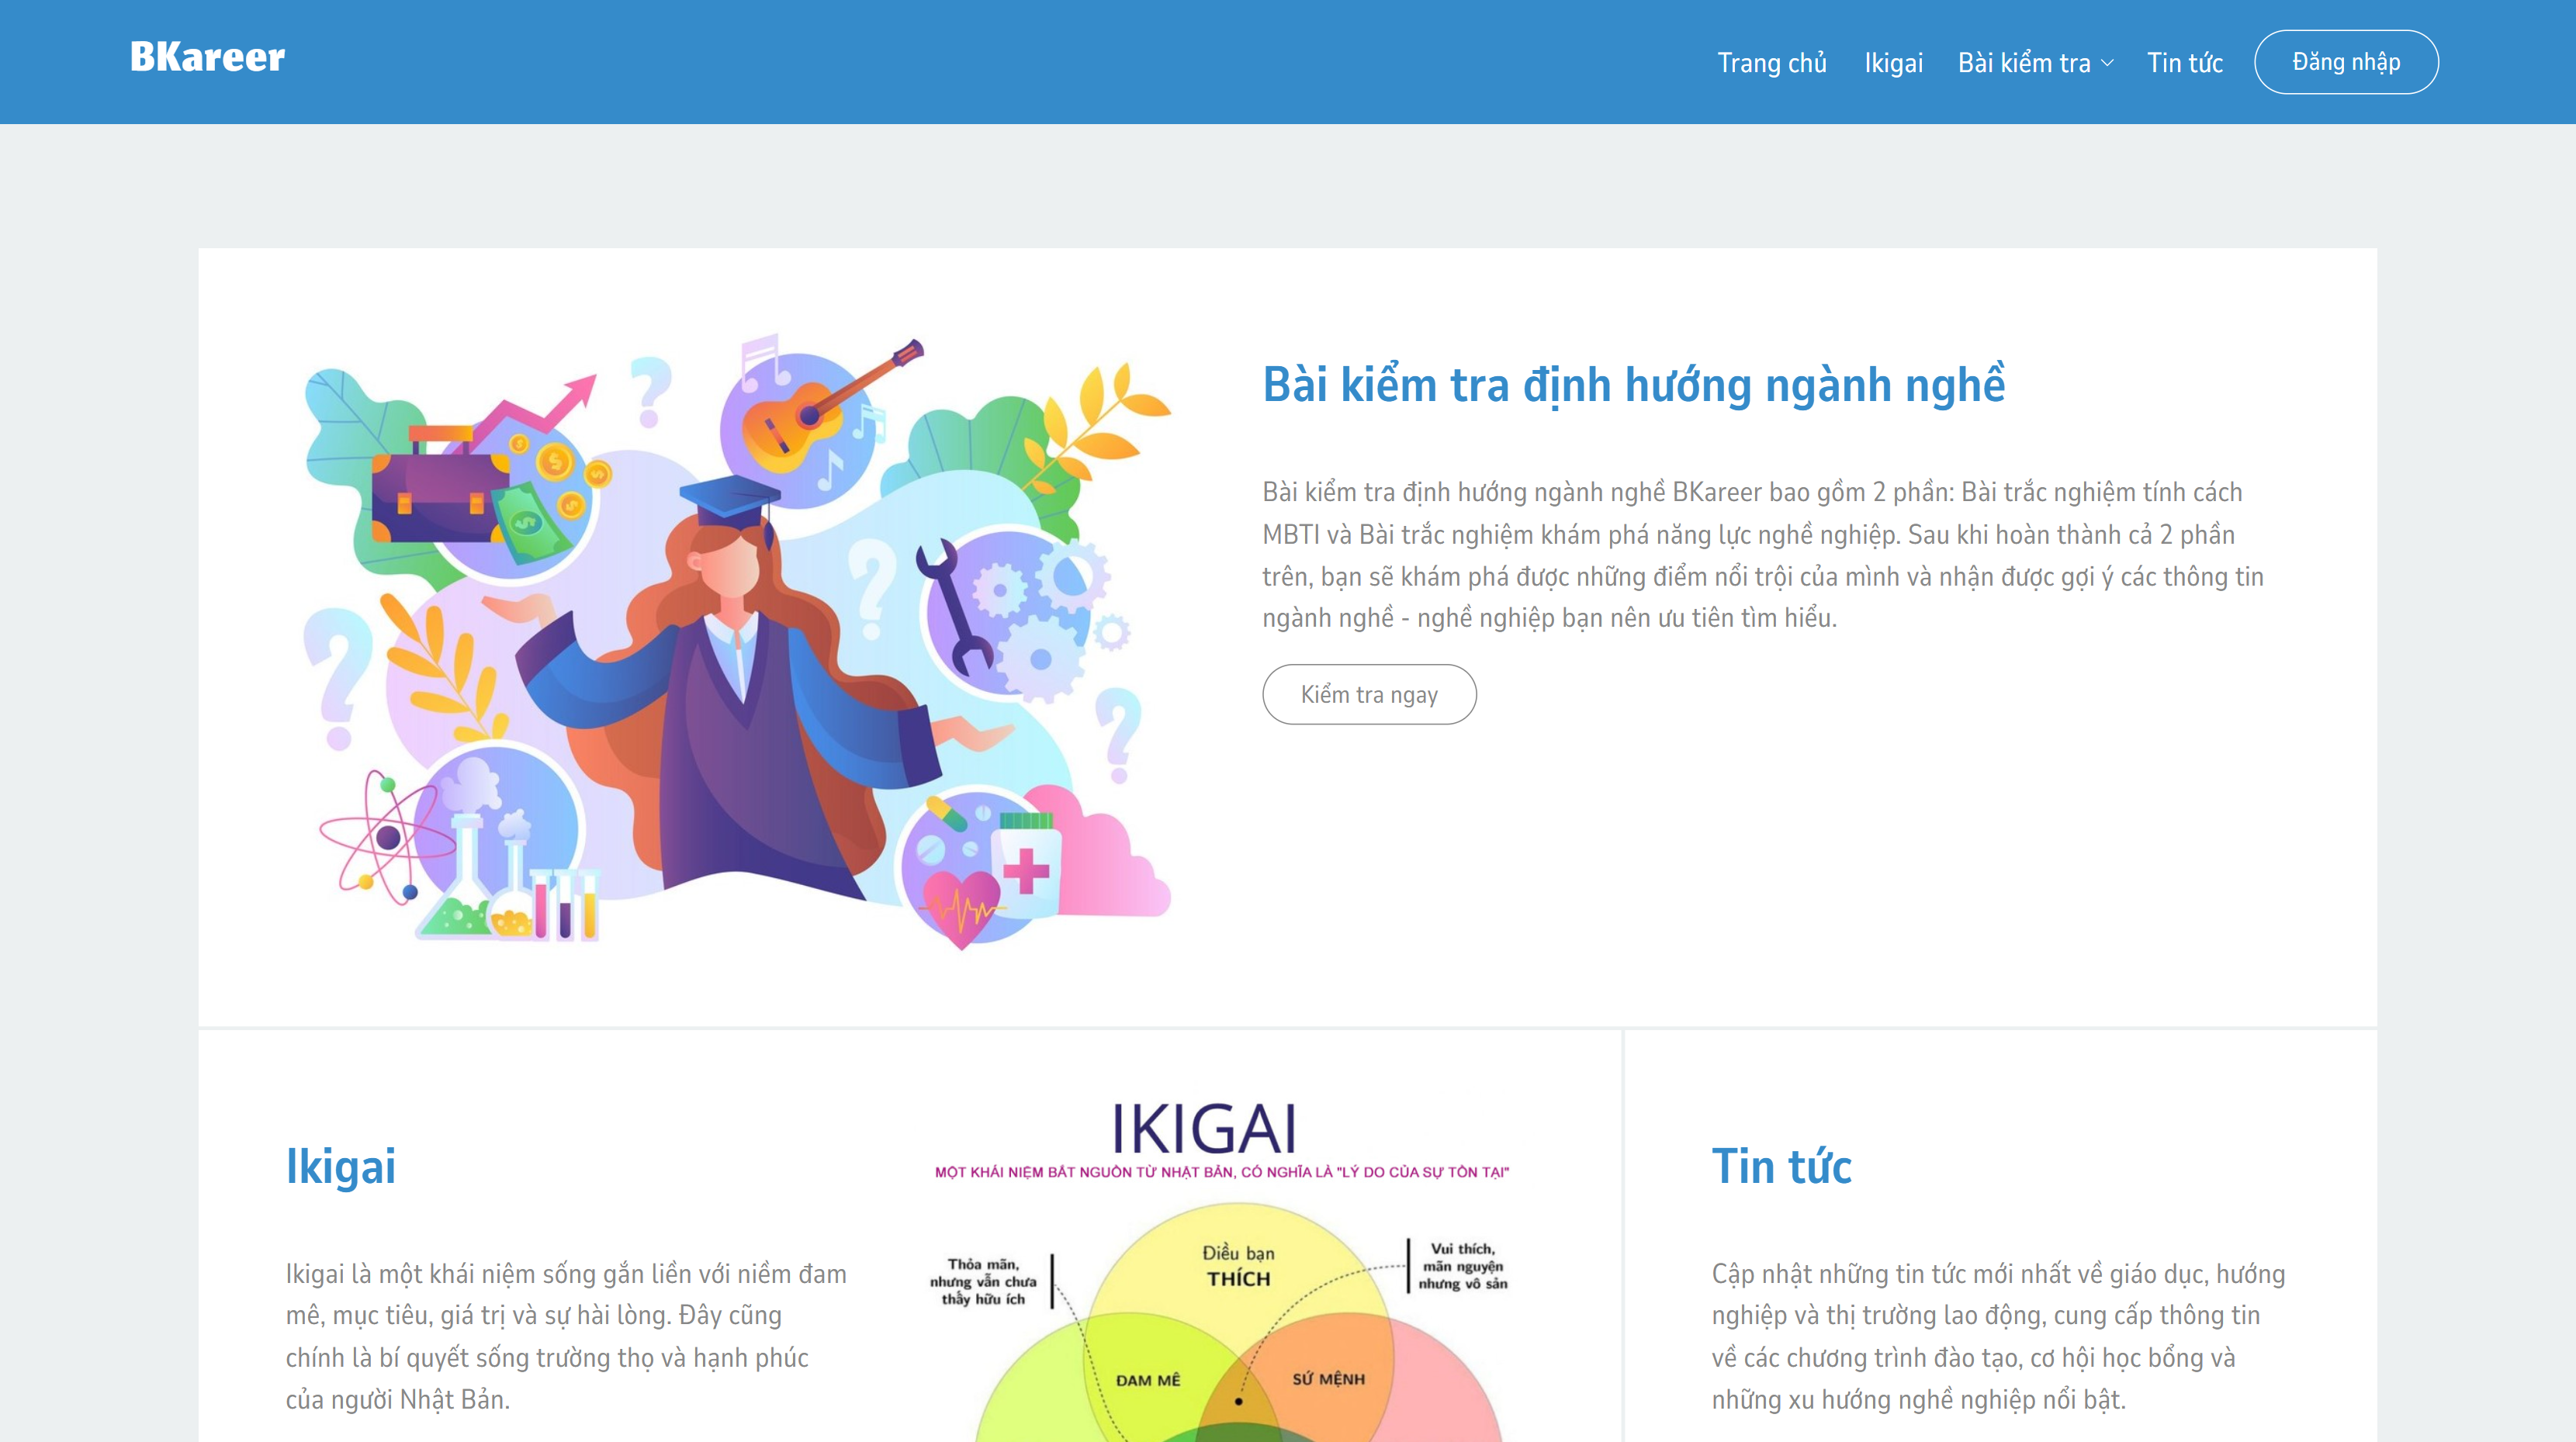 BKareer
Trang chủ
Ikigai
Bài kiểm tra
Tin tức
Đăng nhập
Bài kiểm tra định hướng ngành nghề
Bài kiểm tra định hướng ngành nghề BKareer bao gồm 2 phần: Bài trắc nghiệm tính cách
MBTI và Bài trắc nghiệm khám phá năng lực nghề nghiệp. Sau khi hoàn thành cả 2 phần
trên, bạn sẽ khám phá được những điểm nổi trội của mình và nhận được gợi ý các thông tin
ngành nghề - nghề nghiệp bạn nên ưu tiên tìm hiểu.
Kiểm tra ngay
Ikigai
Ikigai là một khái niệm sống gắn liền với niềm đam
mê, mục tiêu, giá trị và sự hài lòng. Đây cũng
chính là bí quyết sống trường thọ và hạnh phúc
của người Nhật Bản.
IKIGAI
MỘT KHÁI NIỆM BẮT NGUỒN TỪ NHẬT BẢN, CÓ NGHĨA LÀ "LÝ DO CỦA SỰ TỒN TẠI"
Thỏa mãn,
nhưng vẫn chưa
thấy hữu ích
Điều bạn
THÍCH
Vui thích,
mãn nguyện
nhưng vô sản
ĐAM MÊ
SỨ MỆNH
Tin tức
Cập nhật những tin tức mới nhất về giáo dục, hướng
nghiệp và thị trường lao động, cung cấp thông tin
về các chương trình đào tạo, cơ hội học bổng và
những xu hướng nghề nghiệp nổi bật.